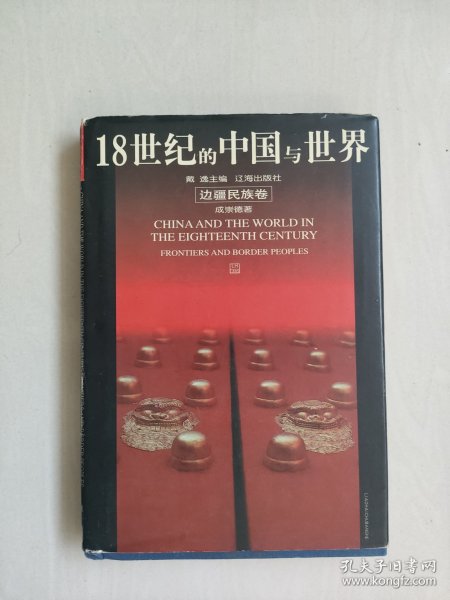 18世纪的中国与世界
戴 逸主编 辽海出版社
边疆民族卷
成崇德著
CHINA AND THE WORLD IN
THE EIGHTEENTH CENTURY
FRONTIERS AND BORDER PEOPLES
LIAOHAICHUBANSHE
孔夫子旧书网
www.kongfz.com